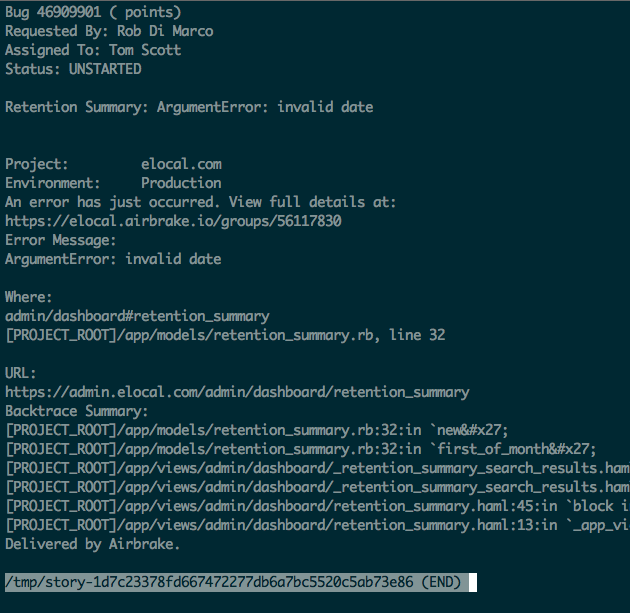 Bug 46909901 ( points)
Requested By: Rob Di Marco
Assigned To: Tom Scott
Status: UNSTARTED
Retention Summary: ArgumentError: invalid date
Project: elocal.com
Environment: Production
An error has just occurred. View full details at:
https://elocal.airbrake.io/groups/56117830
Error Message:
ArgumentError: invalid date
Where:
admin/dashboard#retention_summary
[PROJECT_ROOT]/app/models/retention_summary.rb, line 32
URL:
https://admin.elocal.com/admin/dashboard/retention_summary
Backtrace Summary:
[PROJECT_ROOT]/app/models/retention_summary.rb:32:in `new&#x27;
[PROJECT_ROOT]/app/models/retention_summary.rb:32:in `first_of_month&#x27;
[PROJECT_ROOT]/app/views/admin/dashboard/_retention_summary_search_results.haml
[PROJECT_ROOT]/app/views/admin/dashboard/_retention_summary_search_results.haml
[PROJECT_ROOT]/app/views/admin/dashboard/retention_summary.haml:45:in `block i
[PROJECT_ROOT]/app/views/admin/dashboard/retention_summary.haml:13:in `_app_vi
Delivered by Airbrake.
/tmp/story-1d7c23378fd667472277db6a7bc5520c5ab73e86 (END)